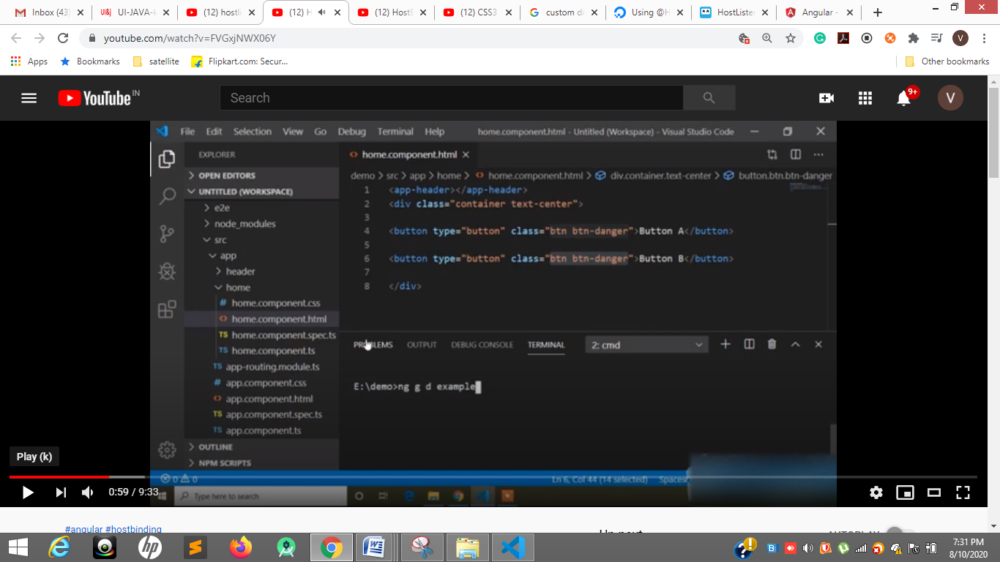 Inbox (43)
UI-JAVA-k
(12) hostli
(12) H
(12) HostB
(12) CSS3
custom di
Using @H
HostListen
Angular -
youtube.com/watch?v=FVGxjNWX06Y
V
Apps
Bookmarks
satellite
Flipkart.com: Secur...
Other bookmarks
YouTube IN
Search
9+
V
File Edit Selection View Go Debug Terminal Help
home.component.html - Untitled (Workspace) - Visual Studio Code
EXPLORER
OPEN EDITORS
UNTITLED (WORKSPACE)
e2e
node_modules
src
app
header
home
# home.component.css
<> home.component.html
TS home.component.spec.ts
TS home.component.ts
TS app-routing.module.ts
# app.component.css
<> app.component.html
TS app.component.spec.ts
TS app.component.ts
OUTLINE
NPM SCRIPTS
<> home.component.html
demo > src > app > home > <> home.component.html > div.container.text-center > button.btn.btn-danger
1 <app-header></app-header>
2 <div class="container text-center">
3
4 <button type="button" class="btn btn-danger">Button A</button>
5
6 <button type="button" class="btn btn-danger">Button B</button>
7
8 </div>
PROBLEMS OUTPUT DEBUG CONSOLE TERMINAL
2: cmd
E:\demo>ng g d example
0 0
Ln 6, Col 44 (14 selected) Spaces:
Type here to search
Play (k)
0:59 / 9:33
#angular #hostbinding
Up next
AUTOPLAY
7:31 PM
8/10/2020